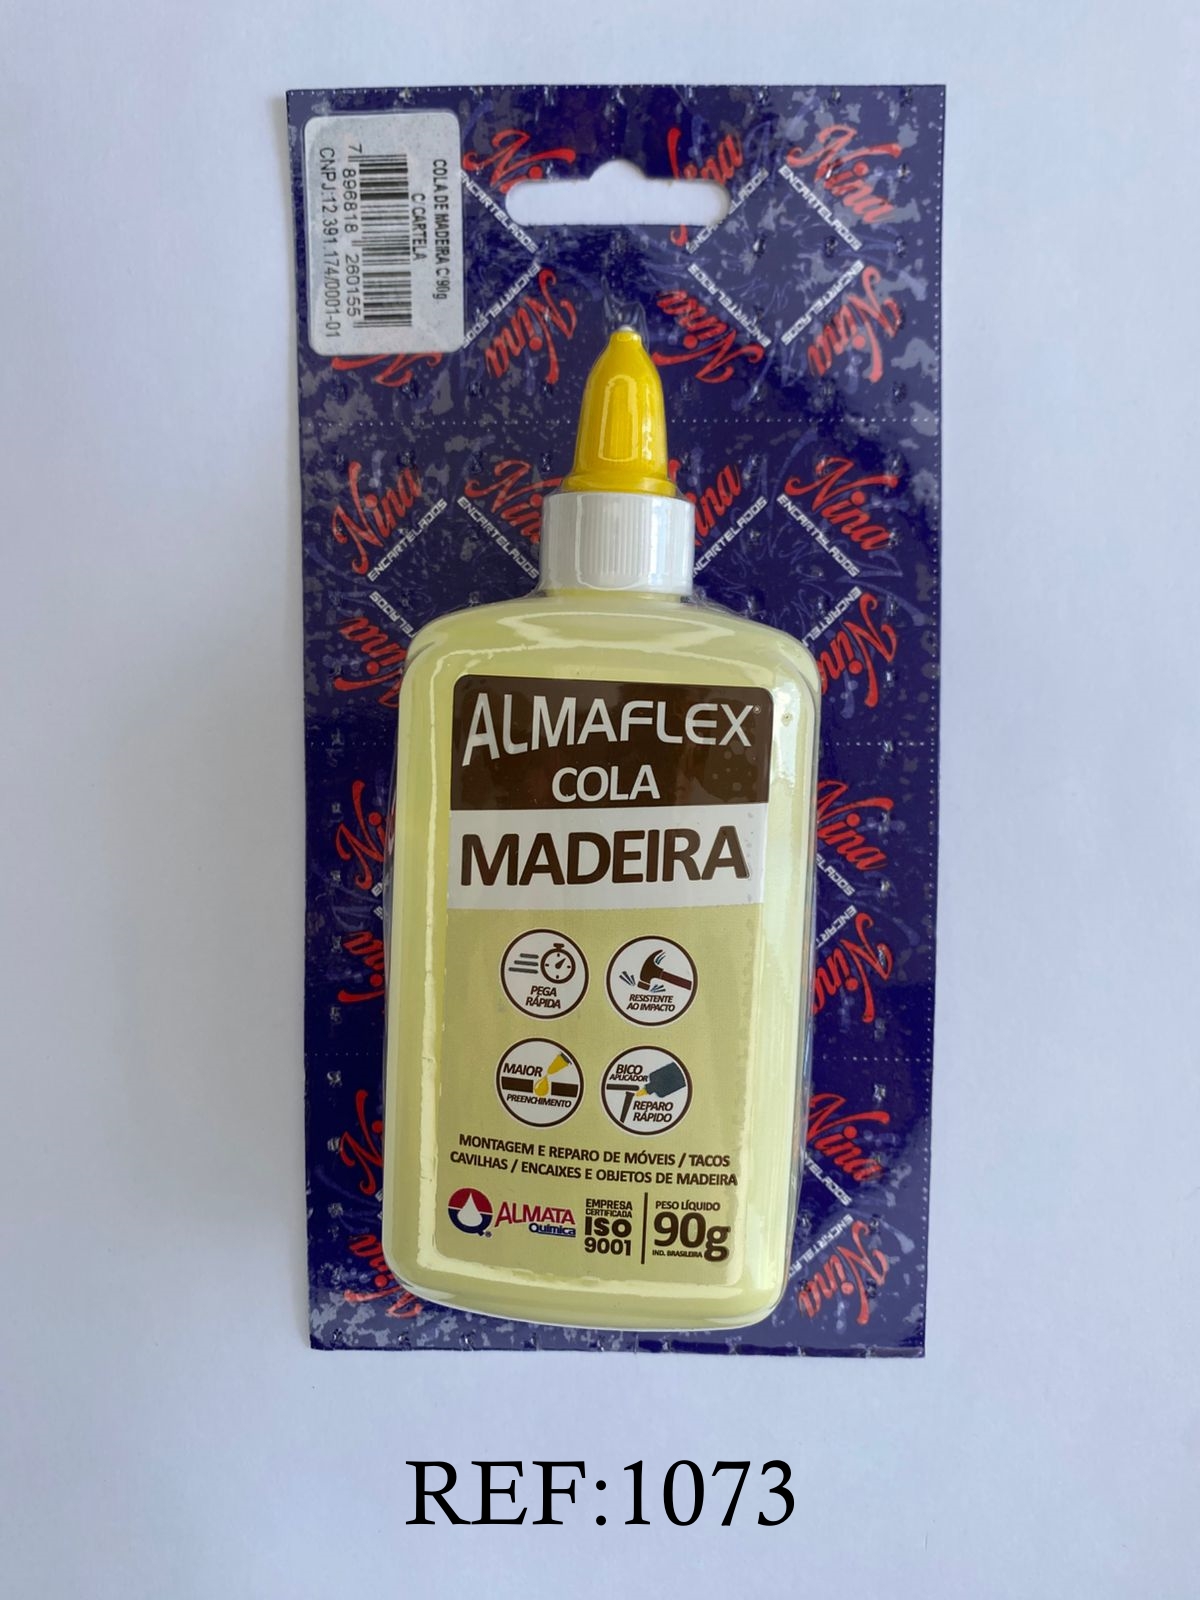 COLA DE MADEIRA C/90g
C/CARTELA
7 896818 260155
CNPJ:12.391.174/0001-01
Nina
ENCARTELADOS
ALMAFLEX®
COLA
MADEIRA
PEGA
RÁPIDA
RESISTENTE
AO IMPACTO
MAIOR
PREENCHIMENTO
BICO
APLICADOR
REPARO
RÁPIDO
MONTAGEM E REPARO DE MÓVEIS / TACOS
CAVILHAS / ENCAIXES E OBJETOS DE MADEIRA
ALMATA
Química
EMPRESA
CERTIFICADA
ISO
9001
PESO LÍQUIDO
90g
IND. BRASILEIRA
REF:1073